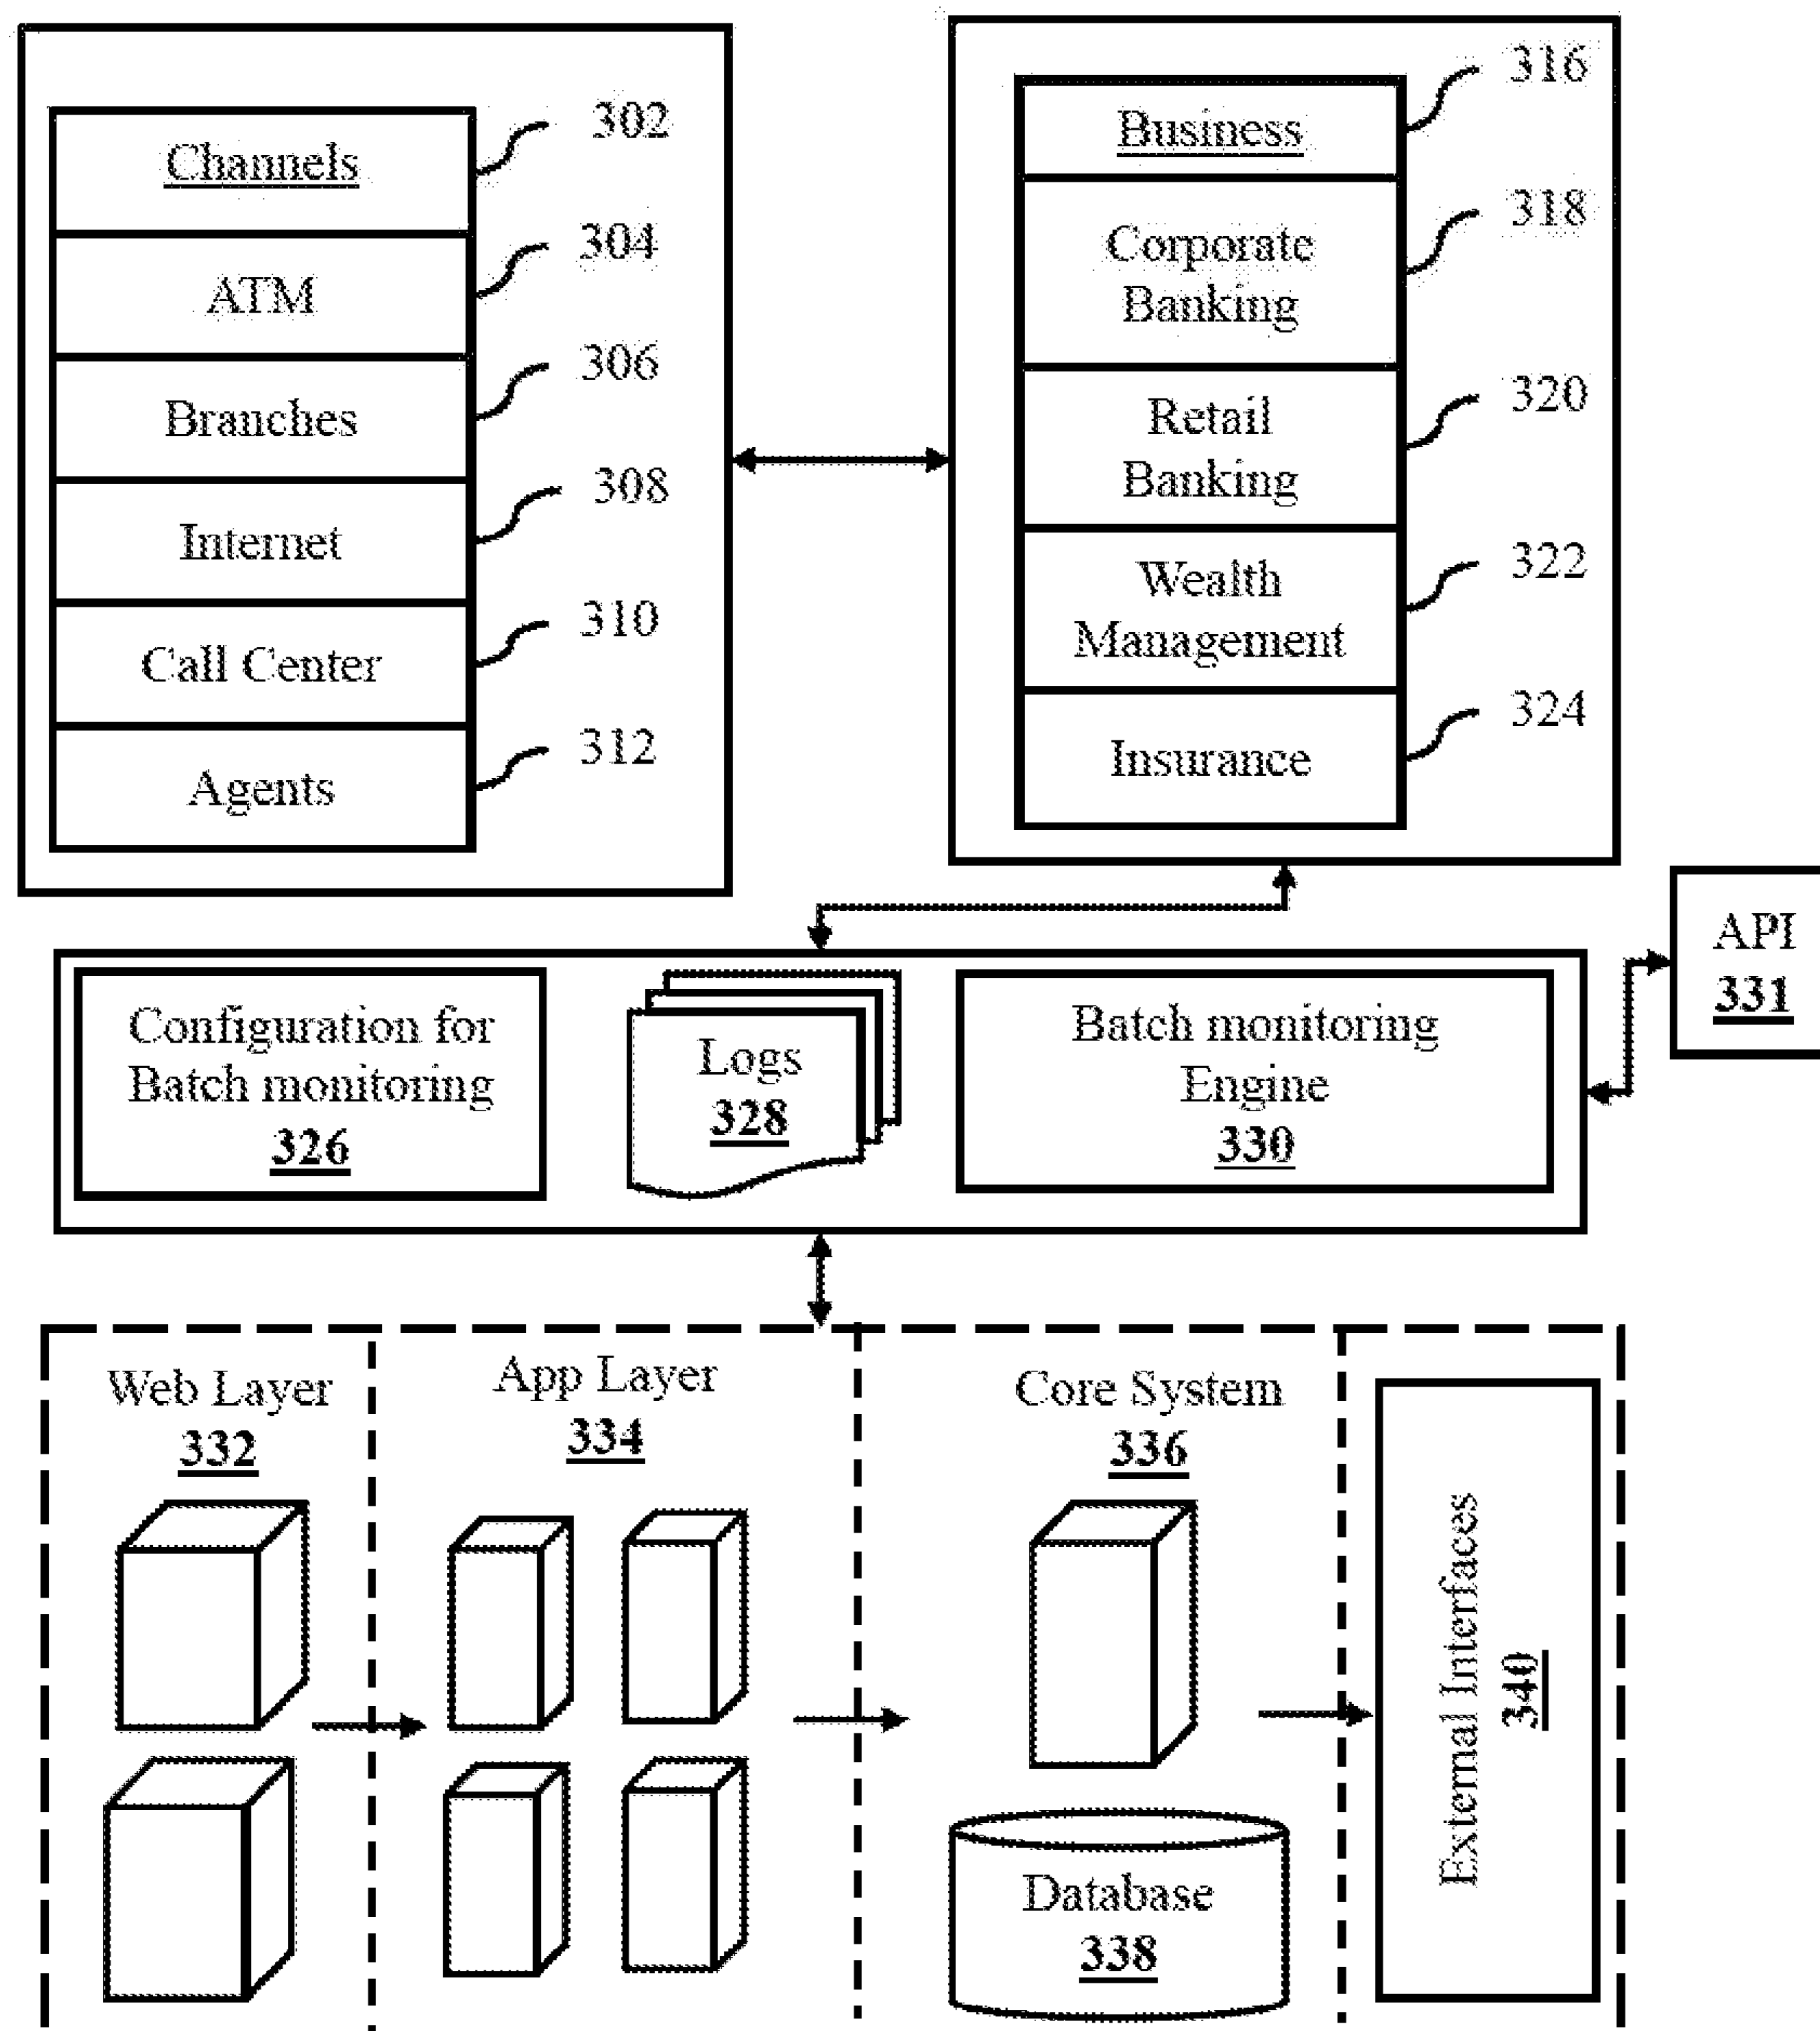 Channels
302
ATM
304
Branches
306
Internet
308
Call Center
310
Agents
312
Business
316
Corporate
Banking
318
Retail
Banking
320
Wealth
Management
322
Insurance
324
API
331
Configuration for
Batch monitoring
326
Logs
328
Batch monitoring
Engine
330
Web Layer
332
App Layer
334
Core System
336
Database
338
External Interfaces
340